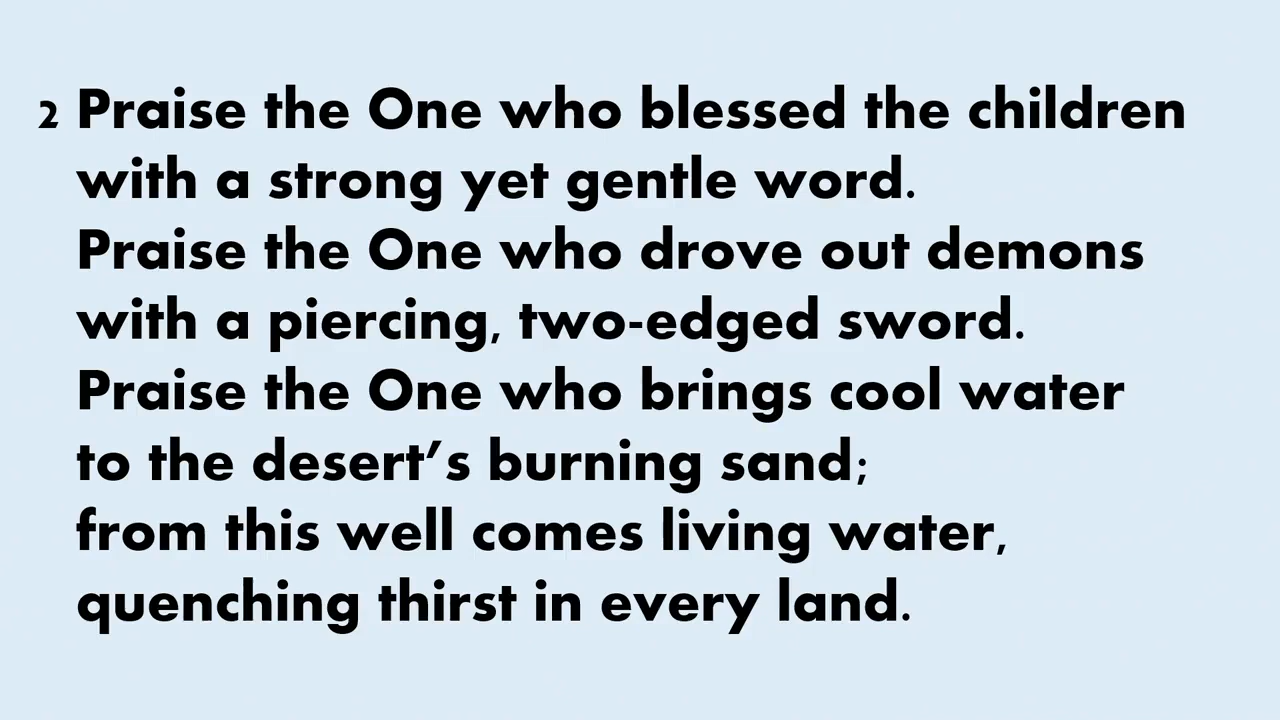 2 Praise the One who blessed the children
with a strong yet gentle word.
Praise the One who drove out demons
with a piercing, two-edged sword.
Praise the One who brings cool water
to the desert’s burning sand;
from this well comes living water,
quenching thirst in every land.